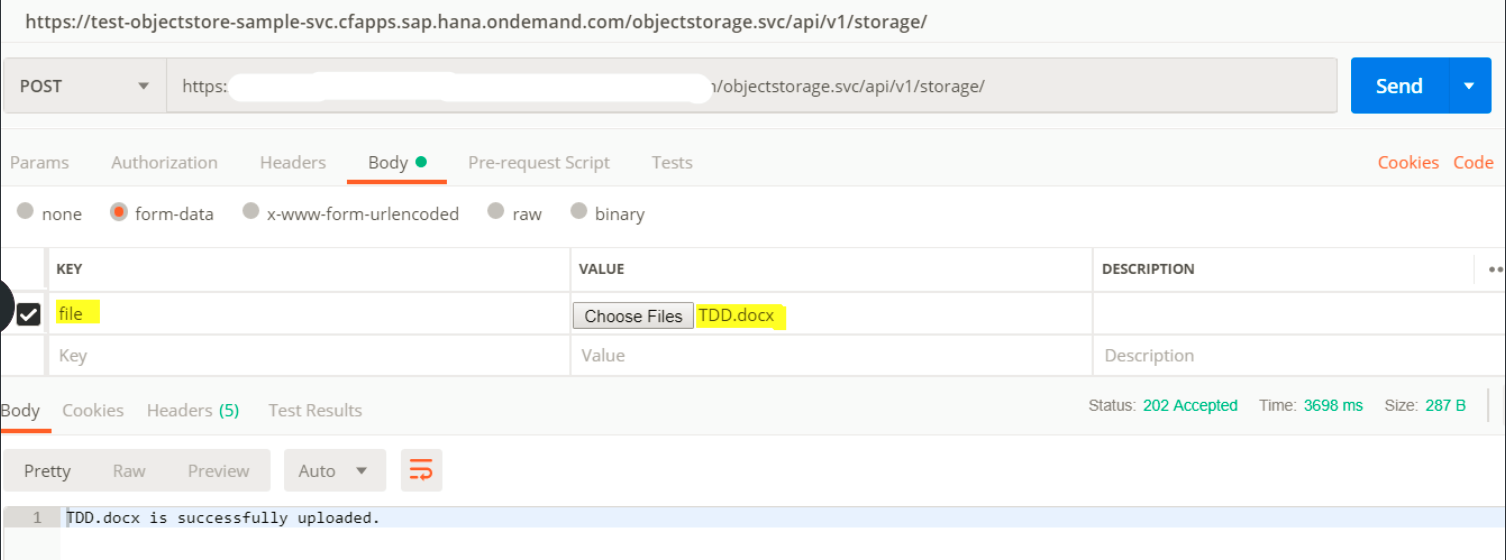 https://test-objectstore-sample-svc.cfapps.sap.hana.ondemand.com/objectstorage.svc/api/v1/storage/
POST https: /objectstorage.svc/api/v1/storage/ Send
Params Authorization Headers Body Pre-request Script Tests Cookies Code
none form-data x-www-form-urlencoded raw binary
KEY VALUE DESCRIPTION
file Choose Files TDD.docx
Key Value Description
Body Cookies Headers (5) Test Results Status: 202 Accepted Time: 3698 ms Size: 287 B
Pretty Raw Preview Auto
1 TDD.docx is successfully uploaded.